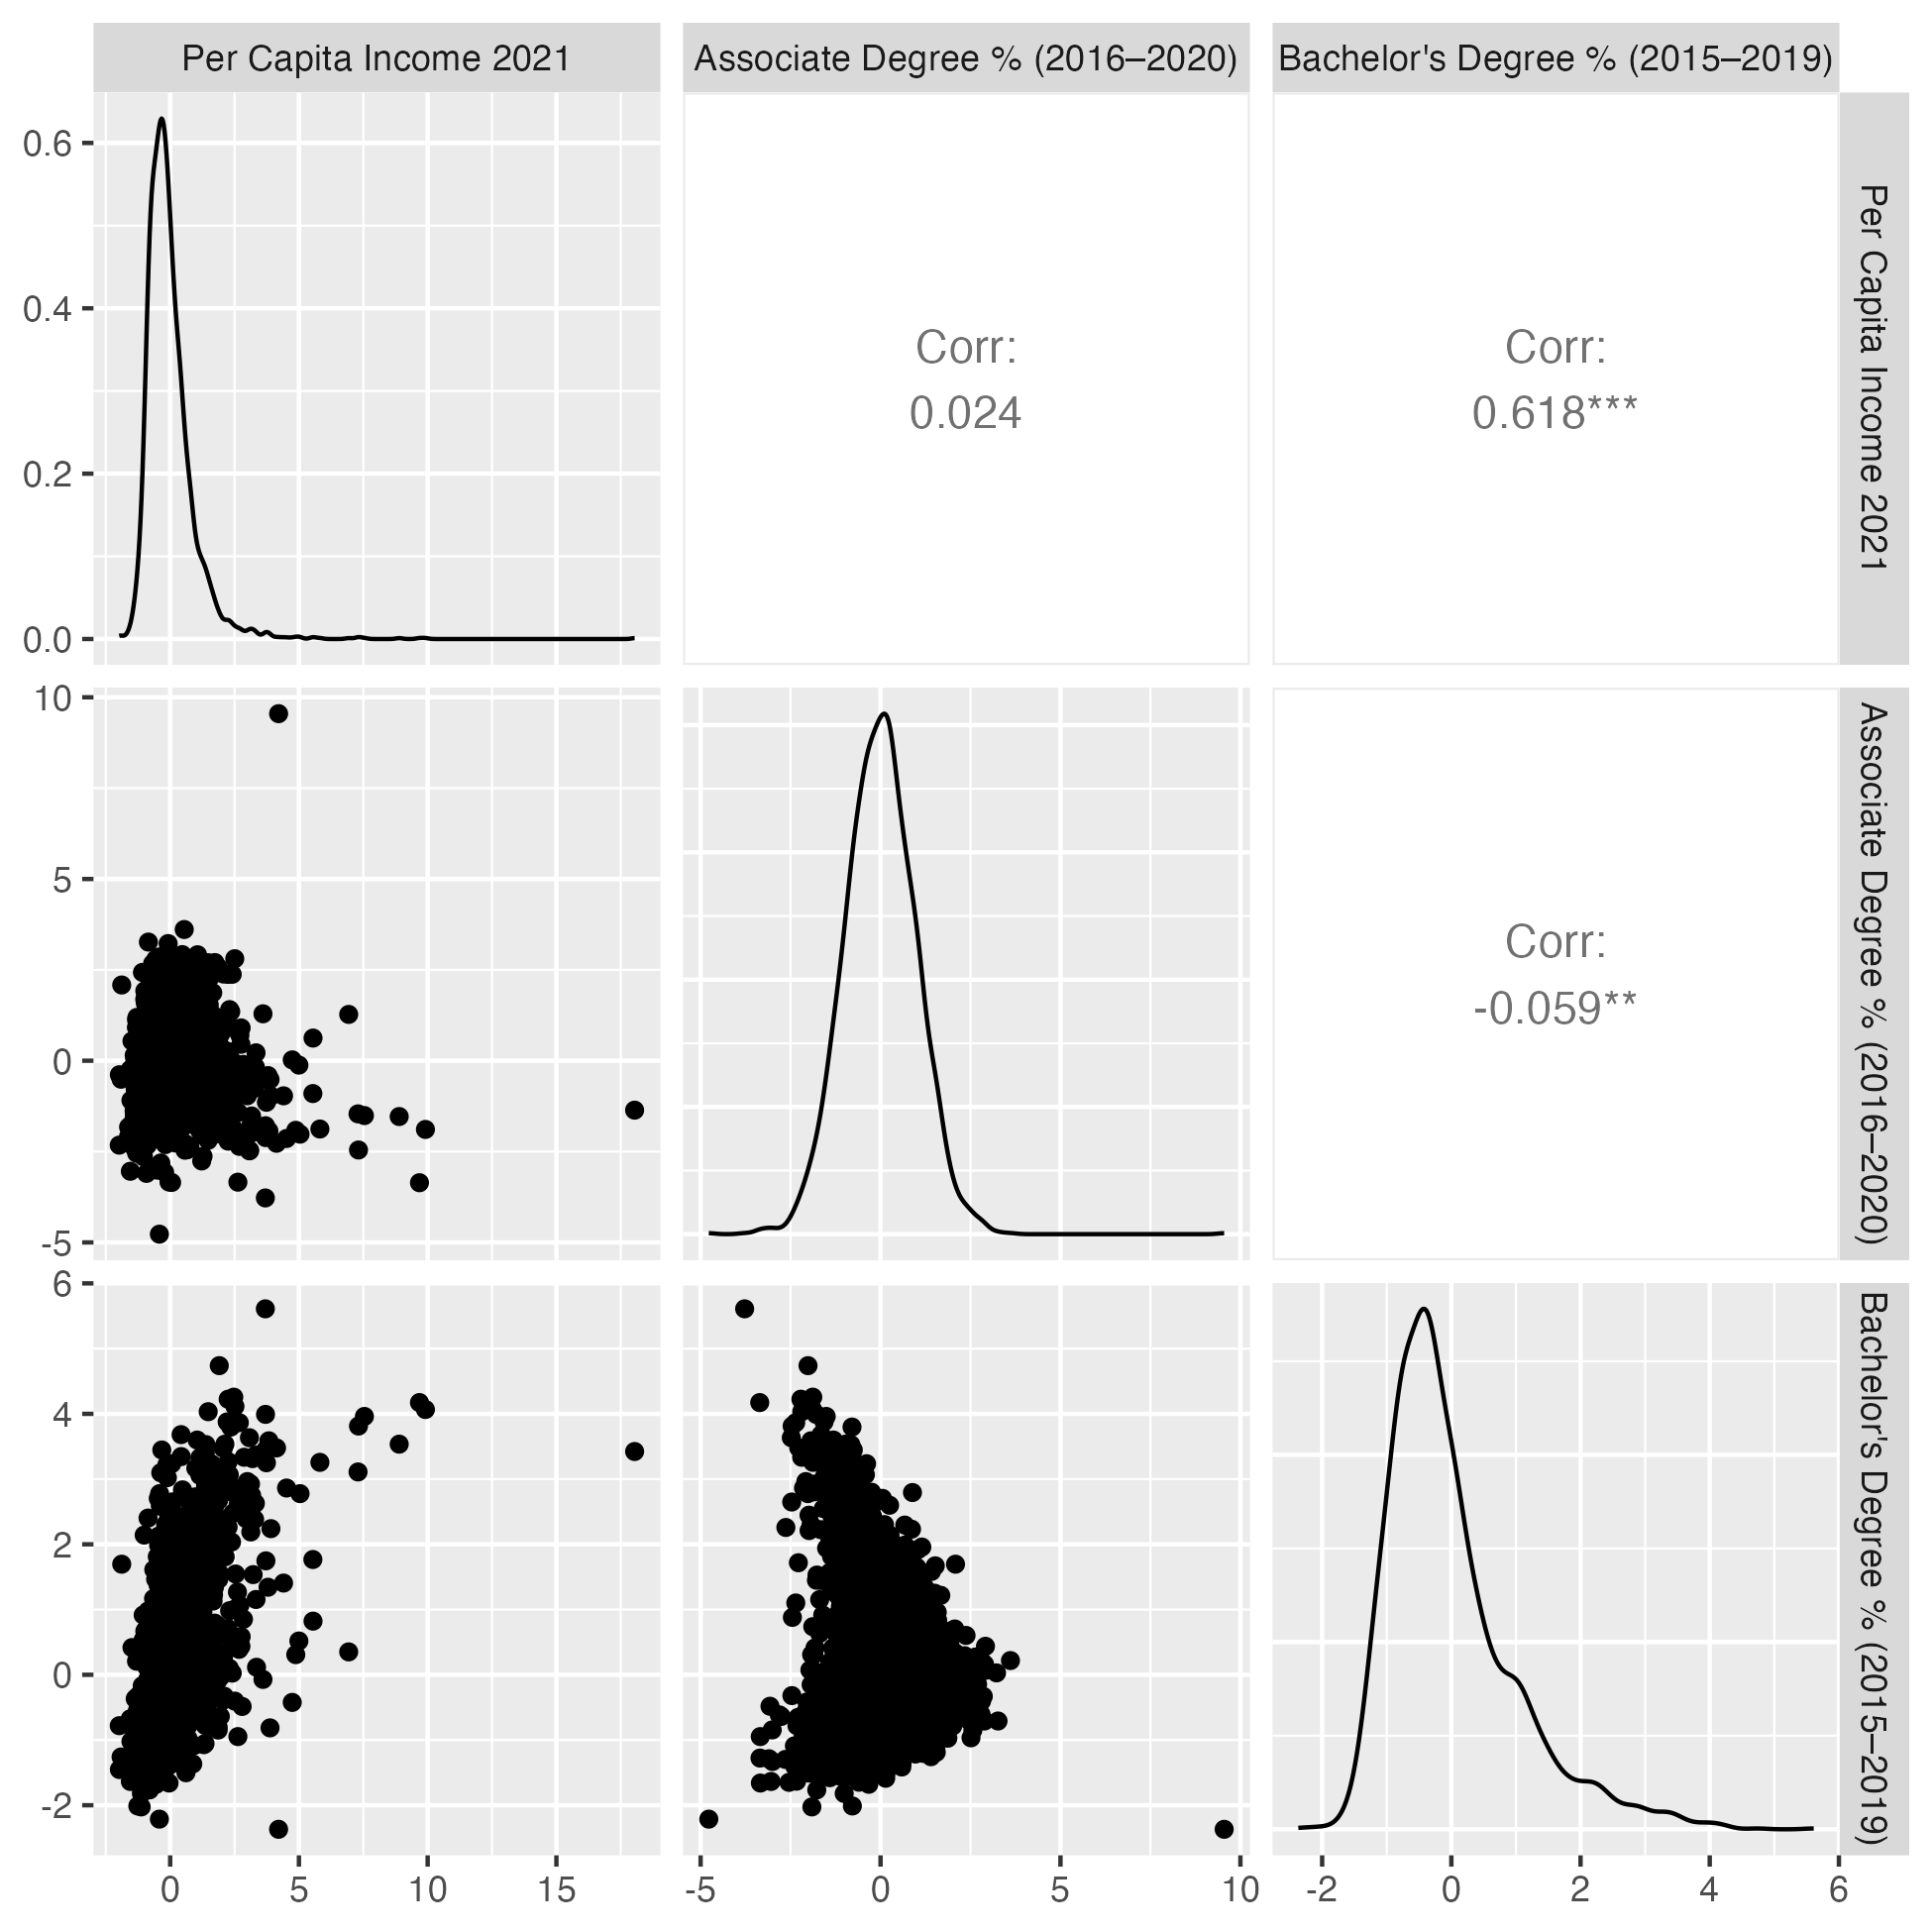 Per Capita Income 2021
Associate Degree % (2016–2020)
Bachelor's Degree % (2015–2019)
0.6
0.4
0.2
0.0
Corr:
0.024
Corr:
0.618***
Per Capita Income 2021
10
5
0
-5
Corr:
-0.059**
Associate Degree % (2016–2020)
6
4
2
0
-2
Bachelor's Degree % (2015–2019)
0 5 10 15
-5 0 5 10
-2 0 2 4 6